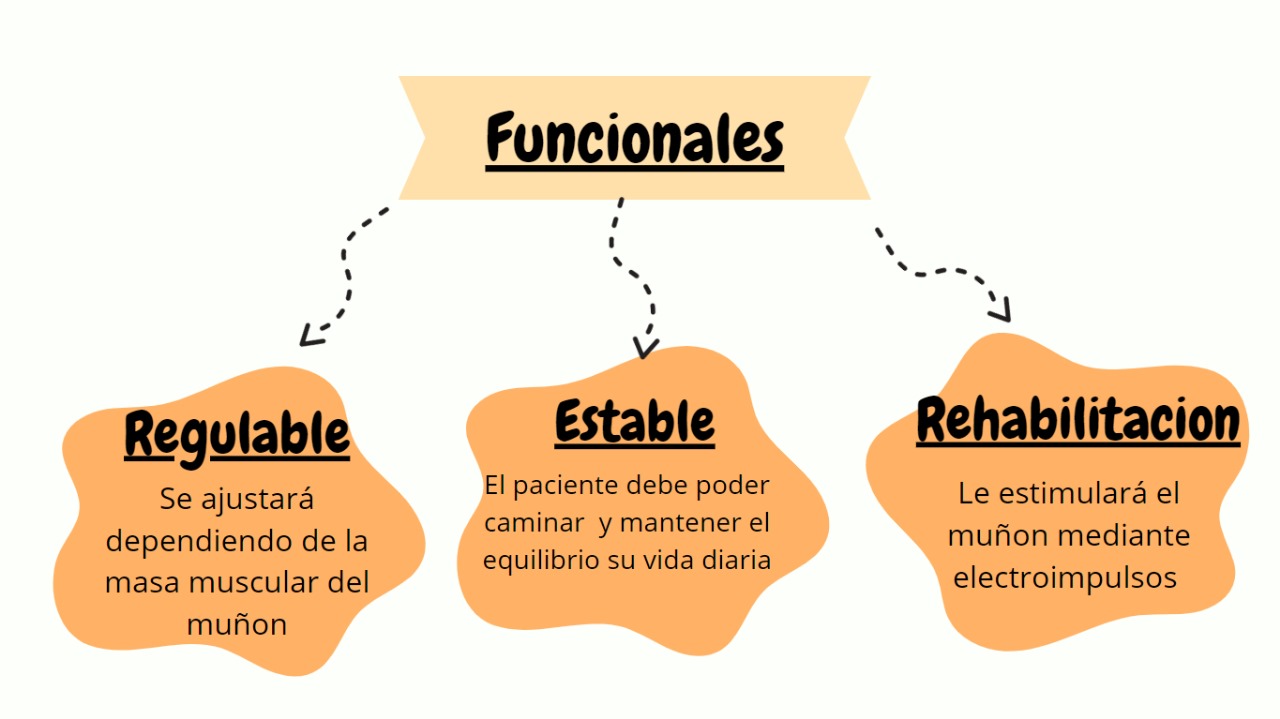 Funcionales
Regulable
Se ajustará
dependiendo de la
masa muscular del
muñon
Estable
El paciente debe poder
caminar  y mantener el
equilibrio su vida diaria
Rehabilitacion
Le estimulará el
muñon mediante
electroimpulsos